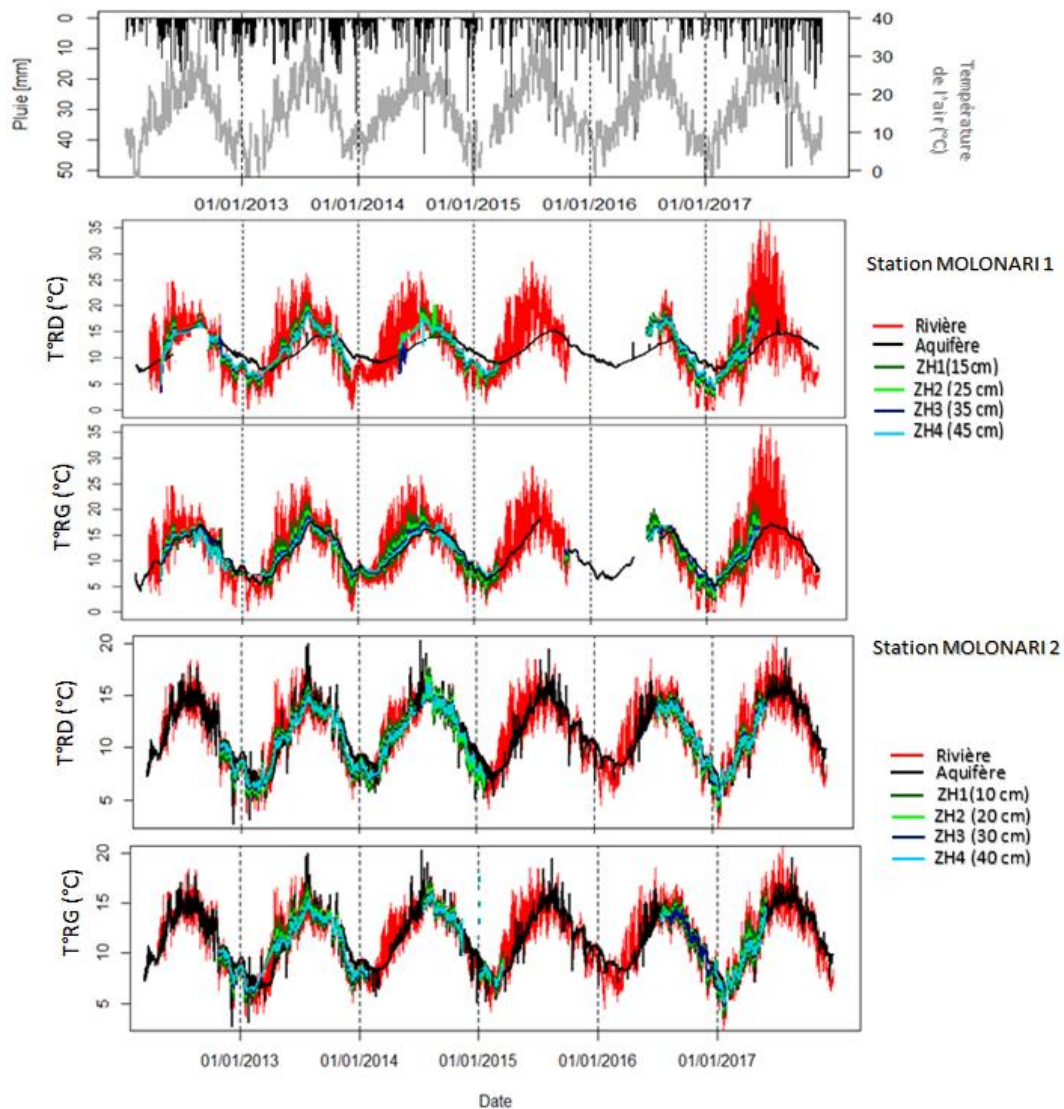 0
10
20
30
40
50
Pluie [mm]
40
30
20
10
0
Température
de l'air (°C)
01/01/2013 01/01/2014 01/01/2015 01/01/2016 01/01/2017
35
30
25
20
15
10
5
0
T°RD (°C)
Station MOLONARI 1
Rivière
Aquifère
ZH1(15cm)
ZH2 (25 cm)
ZH3 (35 cm)
ZH4 (45 cm)
35
30
25
20
15
10
5
0
T°RG (°C)
20
15
10
5
T°RD (°C)
Station MOLONARI 2
Rivière
Aquifère
ZH1(10 cm)
ZH2 (20 cm)
ZH3 (30 cm)
ZH4 (40 cm)
20
15
10
5
T°RG (°C)
01/01/2013 01/01/2014 01/01/2015 01/01/2016 01/01/2017
Date